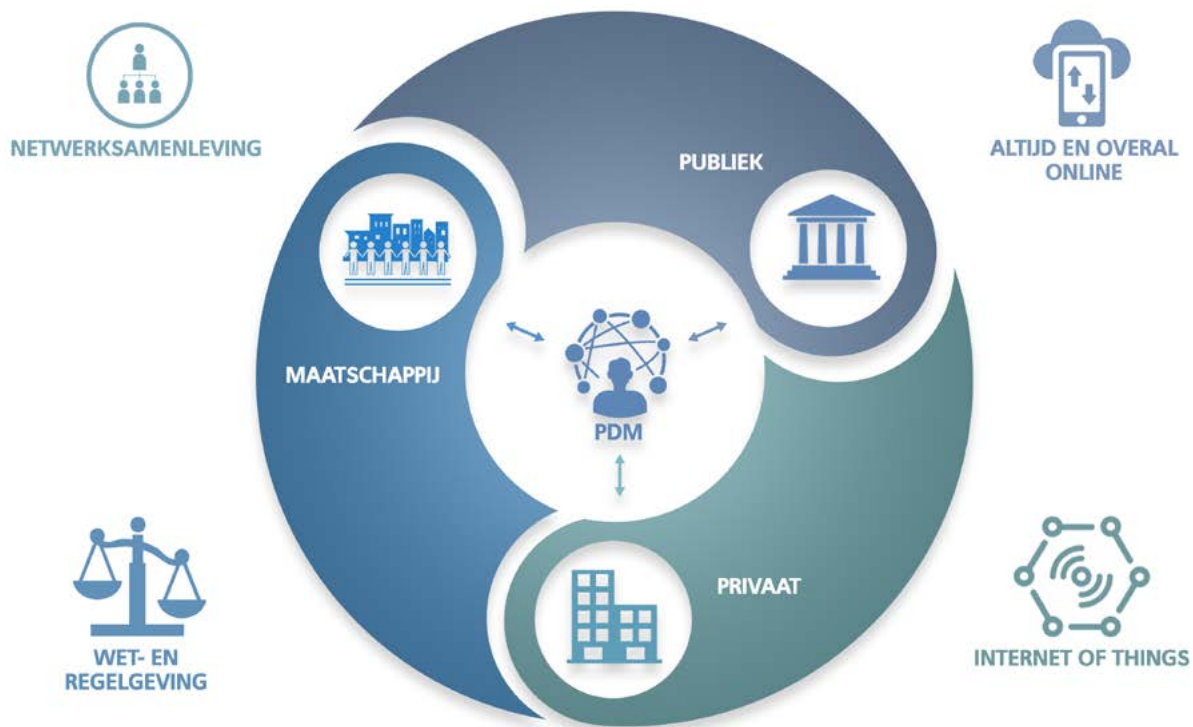 NETWERKSAMENLEVING
ALTIJD EN OVERAL
ONLINE
PUBLIEK
MAATSCHAPPIJ
PDM
PRIVAAT
WET- EN
REGELGEVING
INTERNET OF THINGS